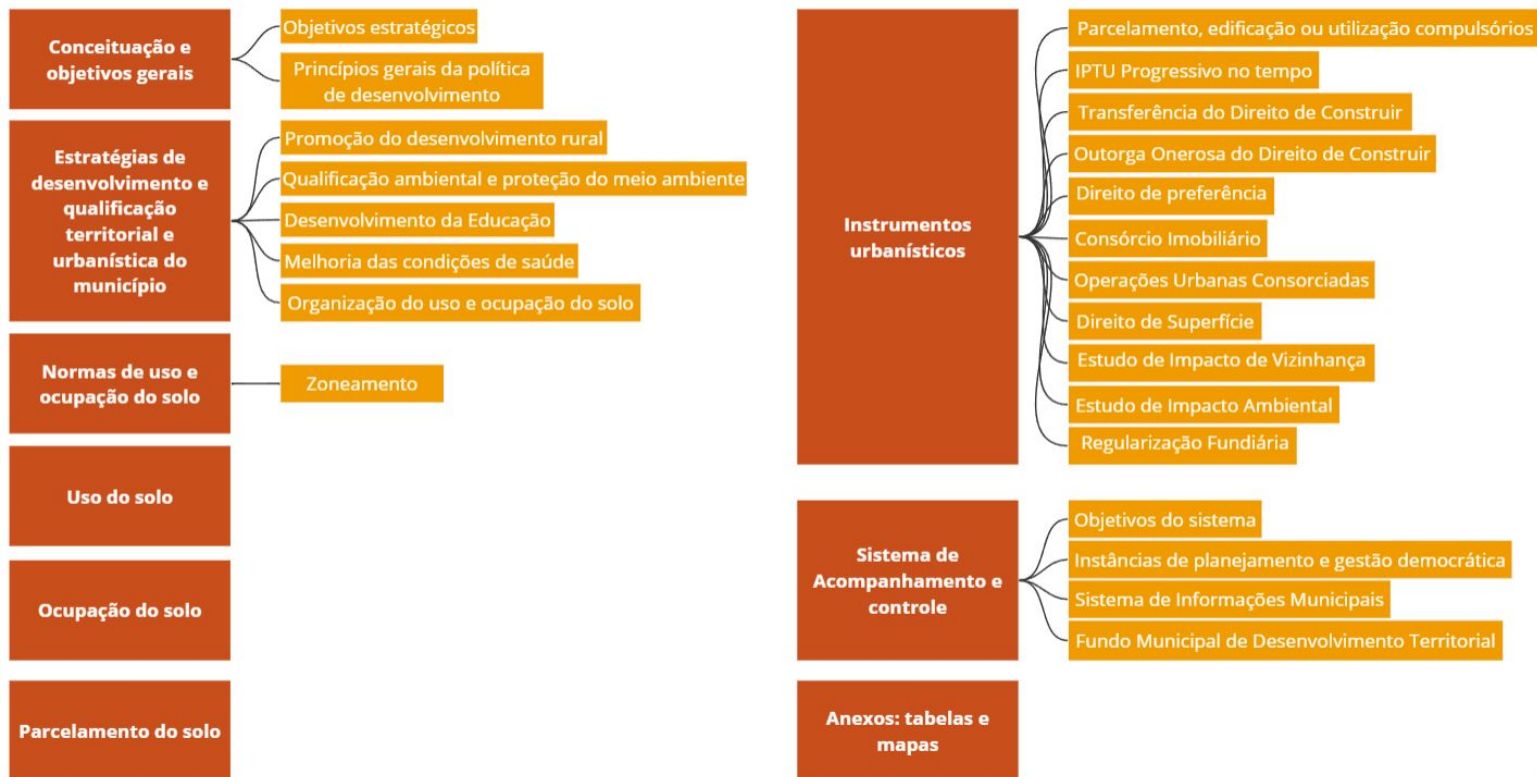 Conceituação e
objetivos gerais
Objetivos estratégicos
Princípios gerais da política
de desenvolvimento
Estratégias de
desenvolvimento e
qualificação
territorial e
urbanística do
município
Promoção do desenvolvimento rural
Qualificação ambiental e proteção do meio ambiente
Desenvolvimento da Educação
Melhoria das condições de saúde
Organização do uso e ocupação do solo
Normas de uso e
ocupação do solo
Zoneamento
Uso do solo
Ocupação do solo
Parcelamento do solo
Instrumentos
urbanísticos
Parcelamento, edificação ou utilização compulsórios
IPTU Progressivo no tempo
Transferência do Direito de Construir
Outorga Onerosa do Direito de Construir
Direito de preferência
Consórcio Imobiliário
Operações Urbanas Consorciadas
Direito de Superfície
Estudo de Impacto de Vizinhança
Estudo de Impacto Ambiental
Regularização Fundiária
Sistema de
Acompanhamento e
controle
Objetivos do sistema
Instâncias de planejamento e gestão democrática
Sistema de Informações Municipais
Fundo Municipal de Desenvolvimento Territorial
Anexos: tabelas e
mapas